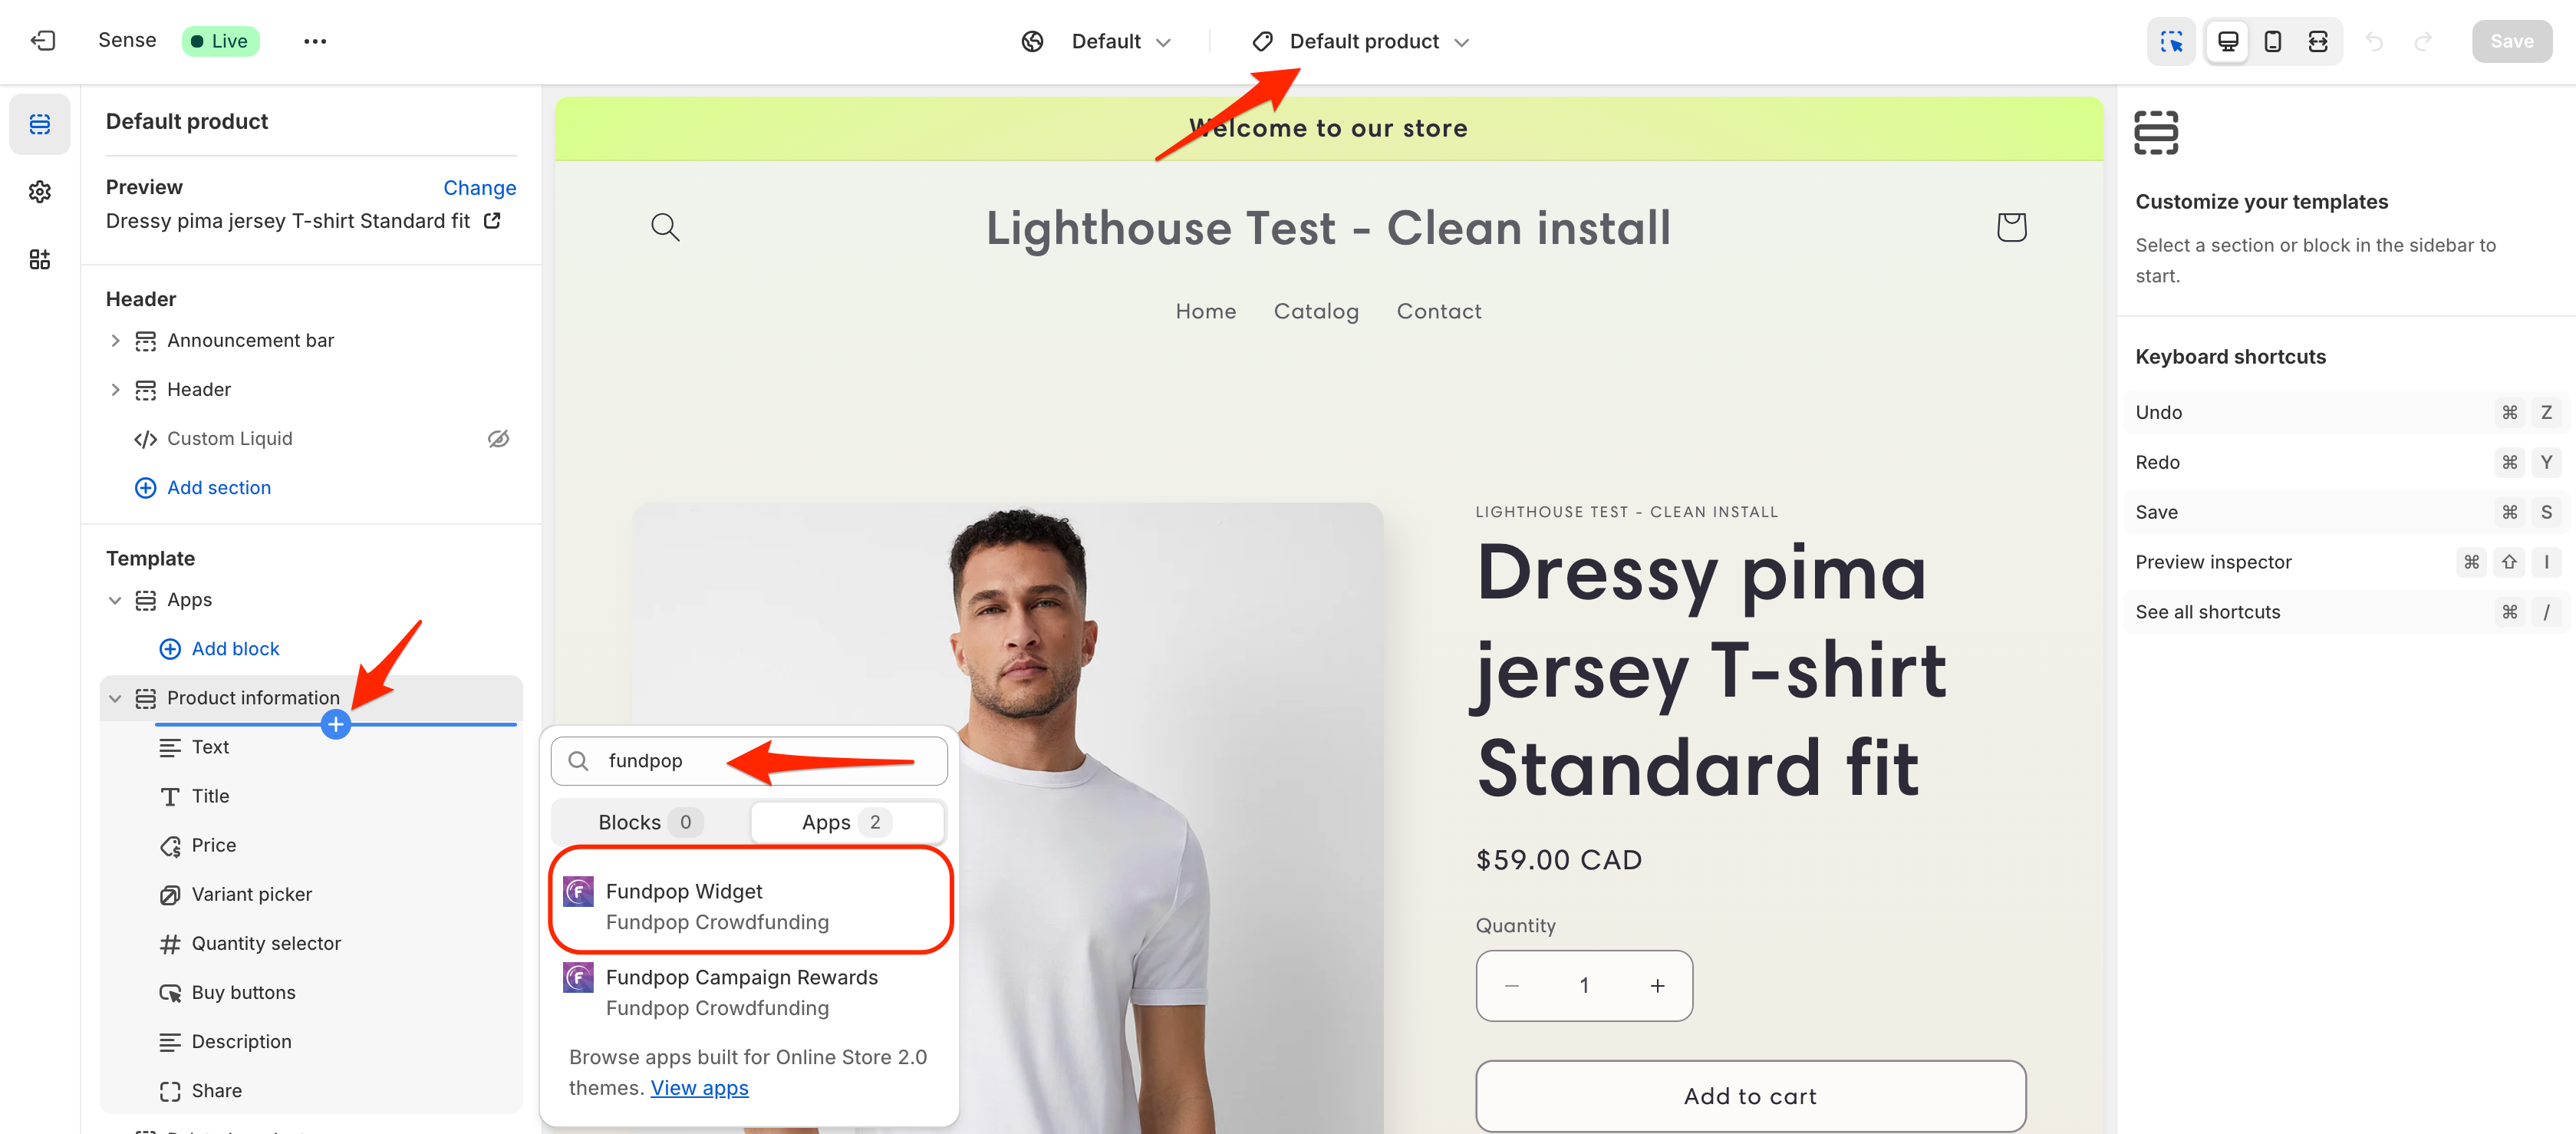 Sense
Live
Default
Default product
Save
Default product
Preview
Change
Dressy pima jersey T-shirt Standard fit
Header
Announcement bar
Header
Custom Liquid
Add section
Template
Apps
Add block
Product information
Text
Title
Price
Variant picker
Quantity selector
Buy buttons
Description
Share
fundpop
Blocks 0
Apps 2
Fundpop Widget
Fundpop Crowdfunding
Fundpop Campaign Rewards
Fundpop Crowdfunding
Browse apps built for Online Store 2.0
themes. View apps
Welcome to our store
Lighthouse Test - Clean install
Home Catalog Contact
LIGHTHOUSE TEST - CLEAN INSTALL
Dressy pima
jersey T-shirt
Standard fit
$59.00 CAD
Quantity
− 1 +
Add to cart
Customize your templates
Select a section or block in the sidebar to
start.
Keyboard shortcuts
Undo ⌘ Z
Redo ⌘ Y
Save ⌘ S
Preview inspector ⌘ ⇧ I
See all shortcuts ⌘ /